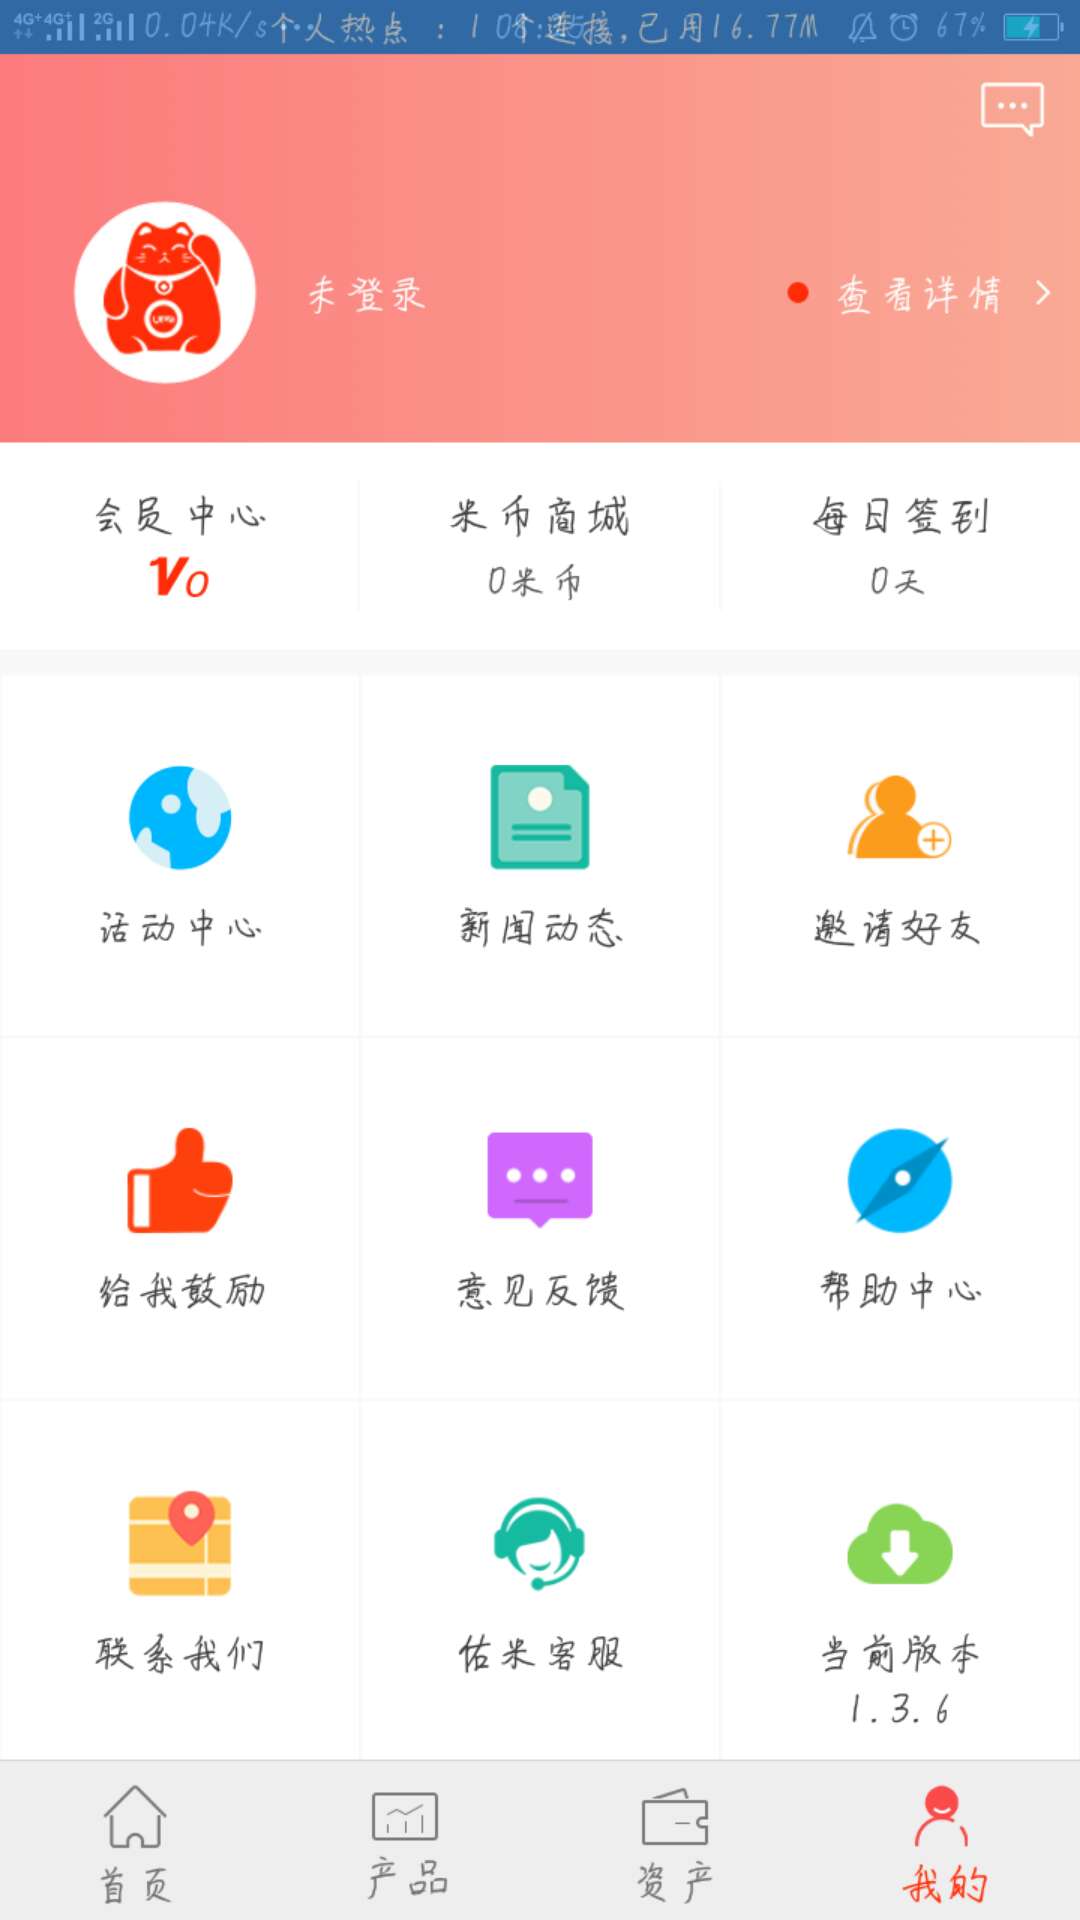 4G+ 4G+ 2G 0.04K/s 个人热点：1个连接,已用16.77M 67%
未登录 查看详情
会员中心 米币商城 每日签到
V0 0米币 0天
活动中心 新闻动态 邀请好友
给我鼓励 意见反馈 帮助中心
联系我们 佑米客服 当前版本
1.3.6
首页 产品 资产 我的